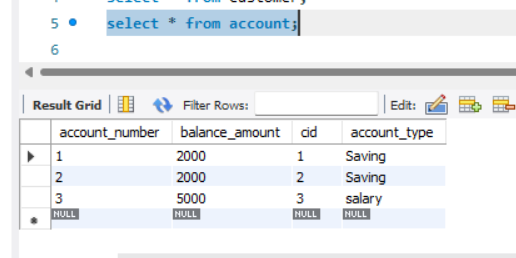 5 select * from account;
6
Result Grid Filter Rows: Edit:
account_number balance_amount cid account_type
1 2000 1 Saving
2 2000 2 Saving
3 5000 3 salary
NULL NULL NULL NULL